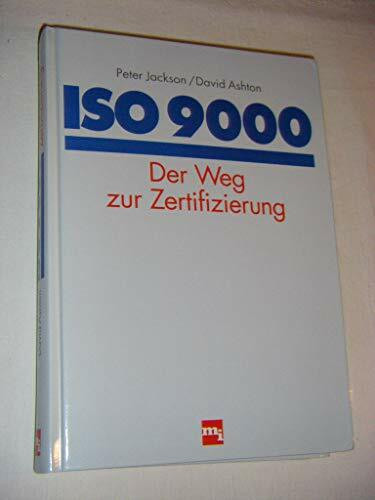 Peter Jackson/David Ashton
ISO 9000
Der Weg
zur Zertifizierung
mi